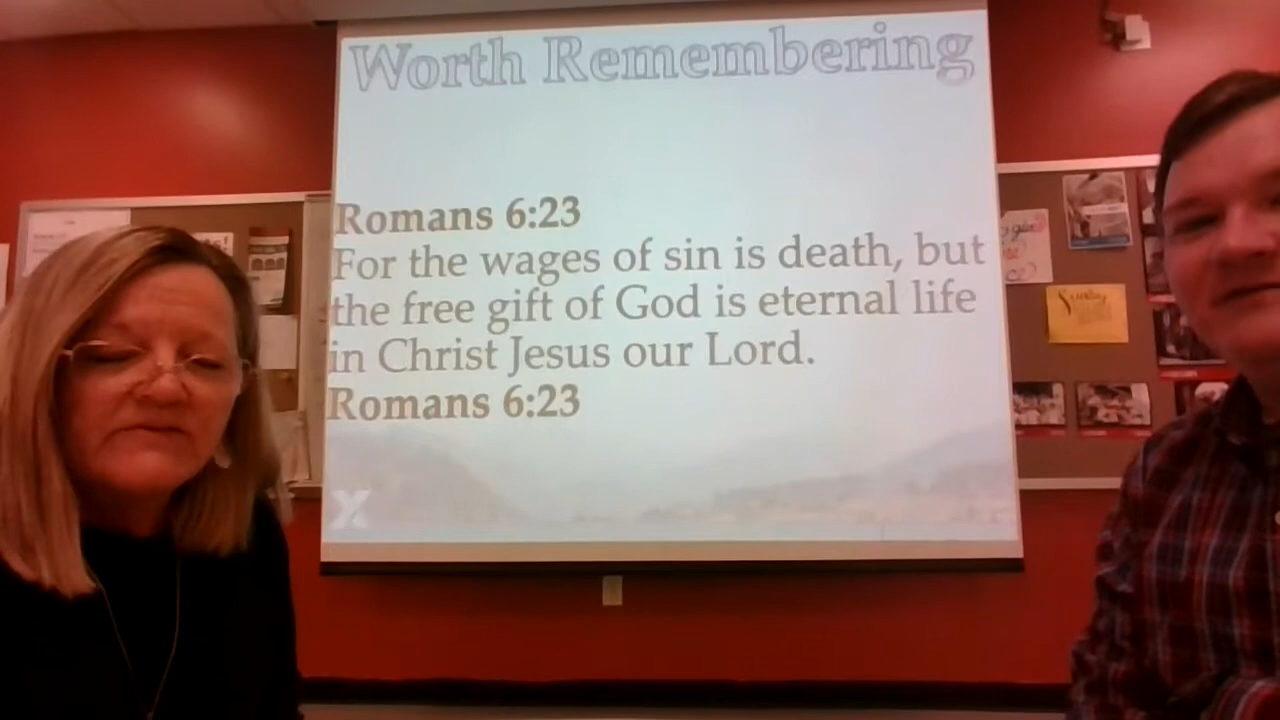 Worth Remembering
Romans 6:23
For the wages of sin is death, but
the free gift of God is eternal life
in Christ Jesus our Lord.
Romans 6:23
Sunday